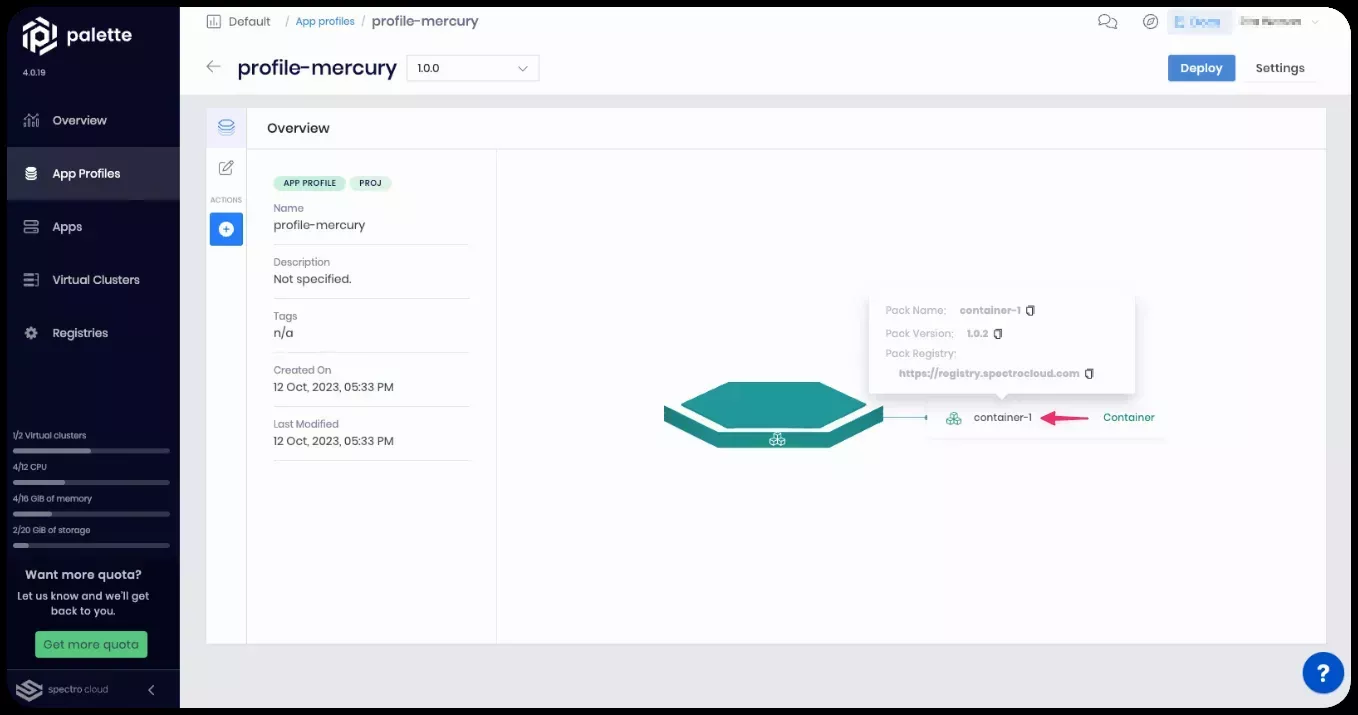 palette
4.0.19
Overview
App Profiles
Apps
Virtual Clusters
Registries
1/2 Virtual clusters
4/12 CPU
4/16 GiB of memory
2/20 GiB of storage
Want more quota?
Let us know and we'll get
back to you.
Get more quota
spectro cloud
Default / App profiles / profile-mercury
profile-mercury 1.0.0
Deploy Settings
ACTIONS
Overview
APP PROFILE PROJ
Name
profile-mercury
Description
Not specified.
Tags
n/a
Created On
12 Oct, 2023, 05:33 PM
Last Modified
12 Oct, 2023, 05:33 PM
Pack Name: container-1
Pack Version: 1.0.2
Pack Registry:
https://registry.spectrocloud.com
container-1 Container
?